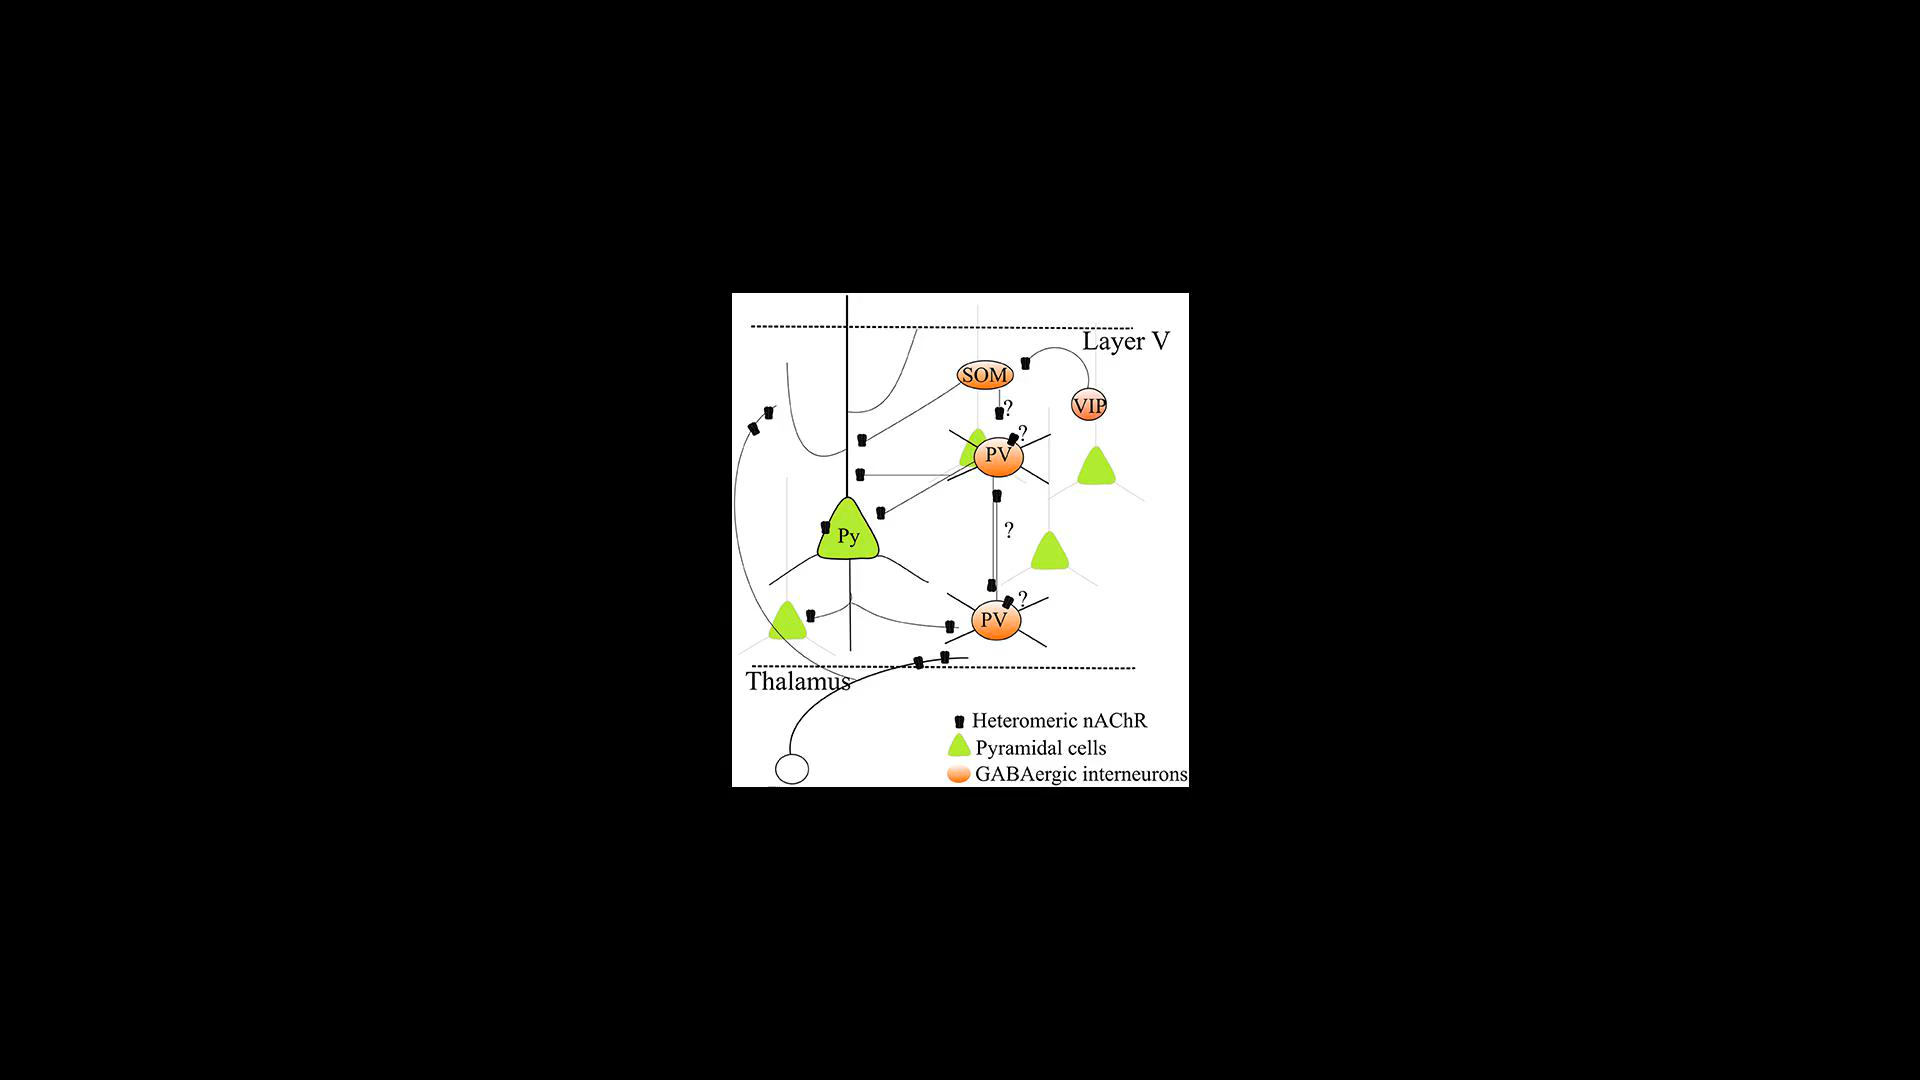 Layer V
SOM
VIP
?
?
PV
?
Py
?
PV
Thalamus
Heteromeric nAChR
Pyramidal cells
GABAergic interneurons